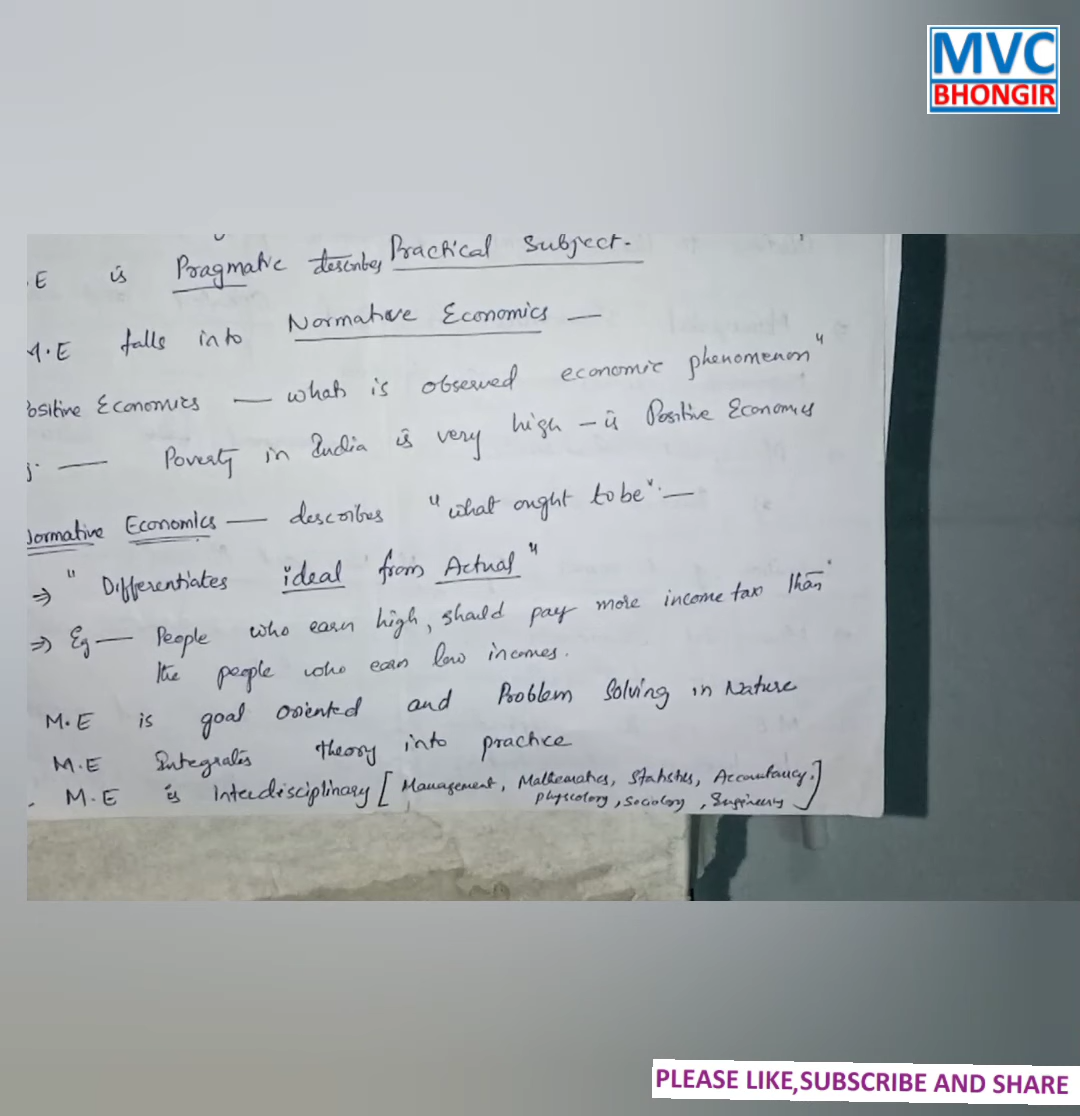 MVC
BHONGIR
.E is Pragmatic describes Practical Subject.
M.E falls into Normative Economics —
ositive Economics — what is observed economic phenomenon"
g. — Poverty in India is very high – is Positive Economics
Normative Economics — describes "what ought to be". —
⇒ " Differentiates ideal from Actual "
⇒ Eg — People who earn high, should pay more income tax than
the people who earn low incomes.
M.E is goal oriented and Problem Solving in Nature
M.E Integrates theory into practice
. M.E is Interdisciplinary [ Management, Mathematics, Statistics, Accountancy.]
Physcology, Sociology, Engineering
PLEASE LIKE,SUBSCRIBE AND SHARE